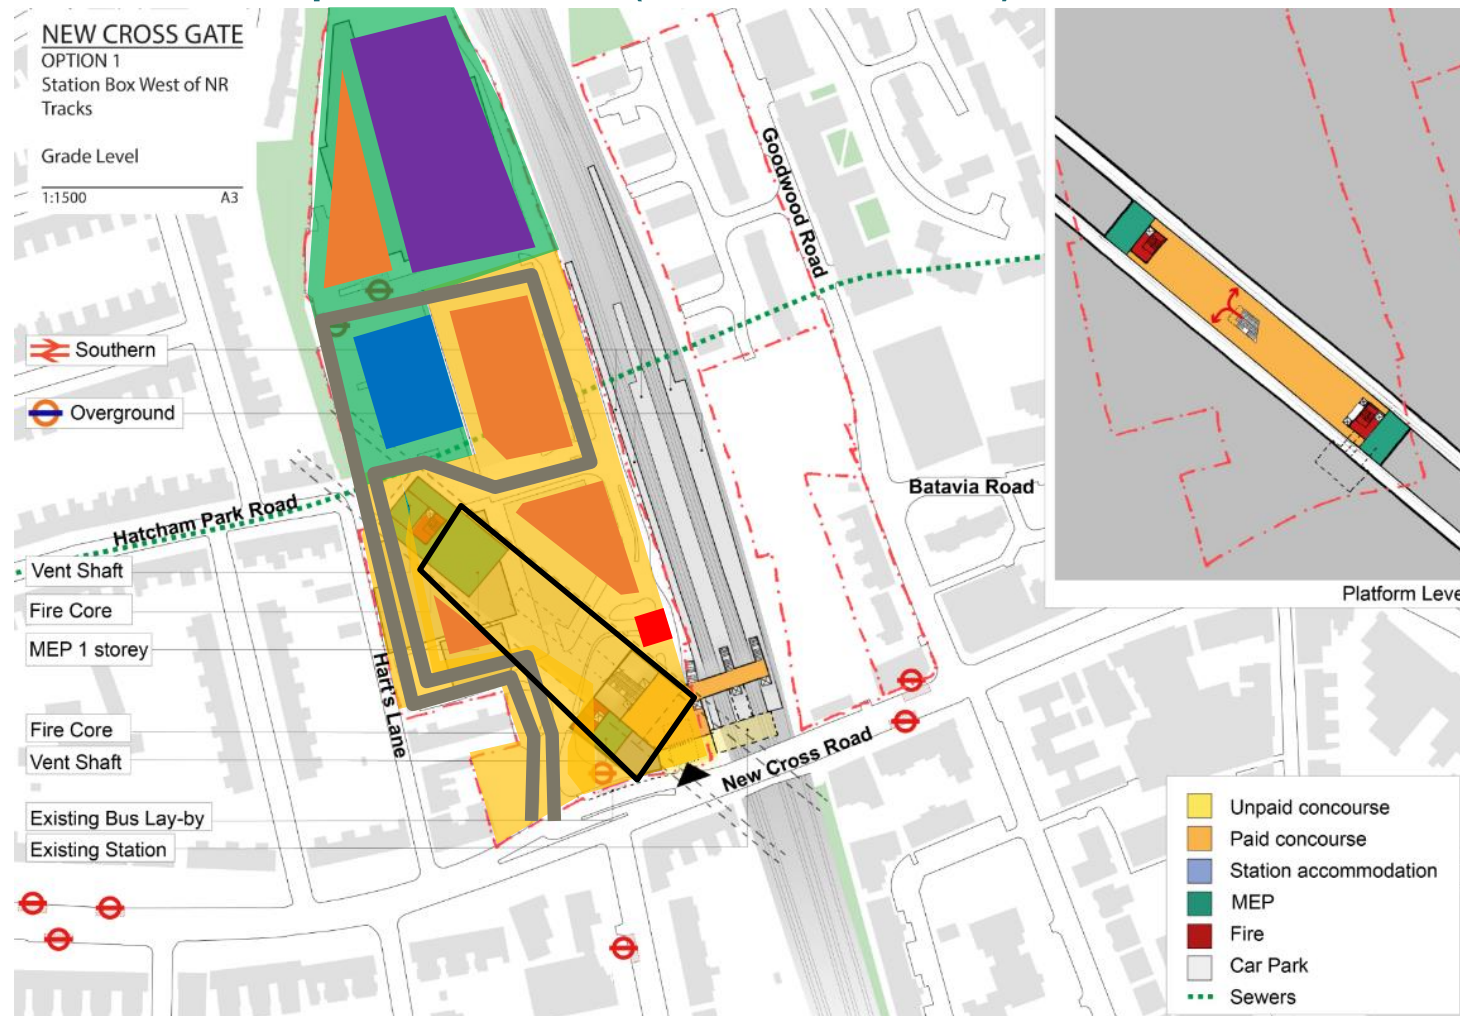 NEW CROSS GATE
OPTION 1
Station Box West of NR
Tracks
Grade Level
1:1500 A3
Goodwood Road
Southern
Overground
Batavia Road
Hatcham Park Road
Vent Shaft
Fire Core
MEP 1 storey
Platform Leve
Hart's Lane
Fire Core
Vent Shaft
New Cross Road
Existing Bus Lay-by
Existing Station
Unpaid concourse
Paid concourse
Station accommodation
MEP
Fire
Car Park
Sewers